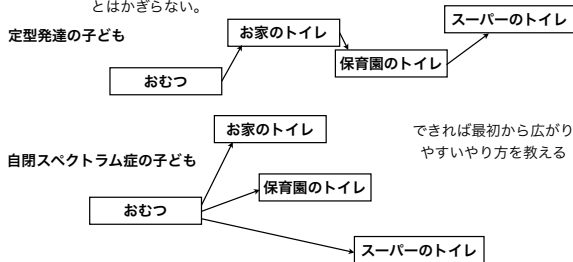 とはかぎらない。
定型発達の子ども
おむつ
お家のトイレ
保育園のトイレ
スーパーのトイレ
自閉スペクトラム症の子ども
おむつ
お家のトイレ
保育園のトイレ
スーパーのトイレ
できれば最初から広がり
やすいやり方を教える